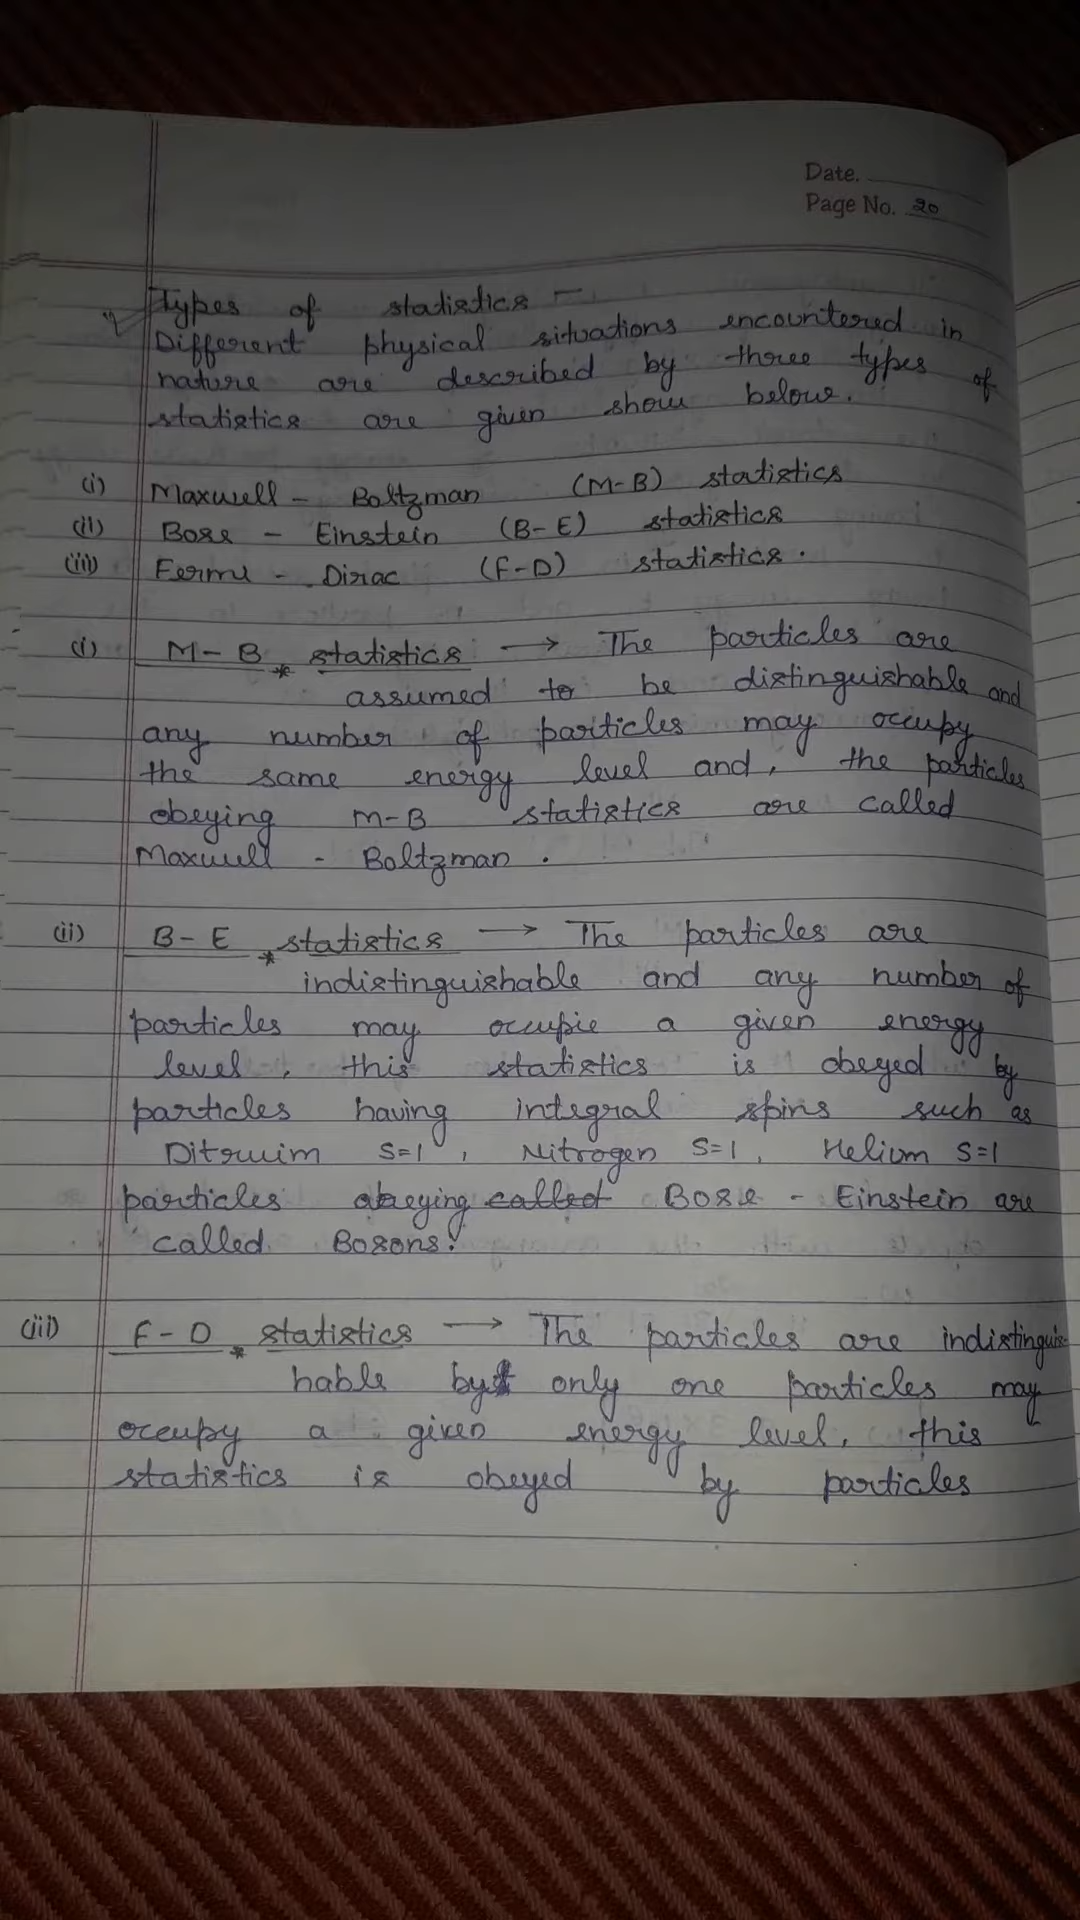 Date.
Page No. 20
Types of statistics -
Different physical situations encountered in
nature are described by three types of
statistics are given show below.
(i) Maxwell - Boltzman (M-B) statistics
(ii) Bose - Einstein (B-E) statistics
(iii) Fermi - Dirac (F-D) statistics.
(i) M-B statistics → The particles are
assumed to be distinguishable and
any number of particles may occupy
the same energy level and, the particles
obeying M-B statistics are called
Maxwell - Boltzman.
(ii) B-E statistics → The particles are
indistinguishable and any number of
particles may occupie a given energy
level, this statistics is obeyed by
particles having integral spins such as
Ditruim S=1, Nitrogen S=1, Helium S=1
particles obeying called Bose - Einstein are
called Bosons.
(iii) F-D statistics → The particles are indistinguis-
hable by only one particles may
occupy a given energy level, this
statistics is obeyed by particles